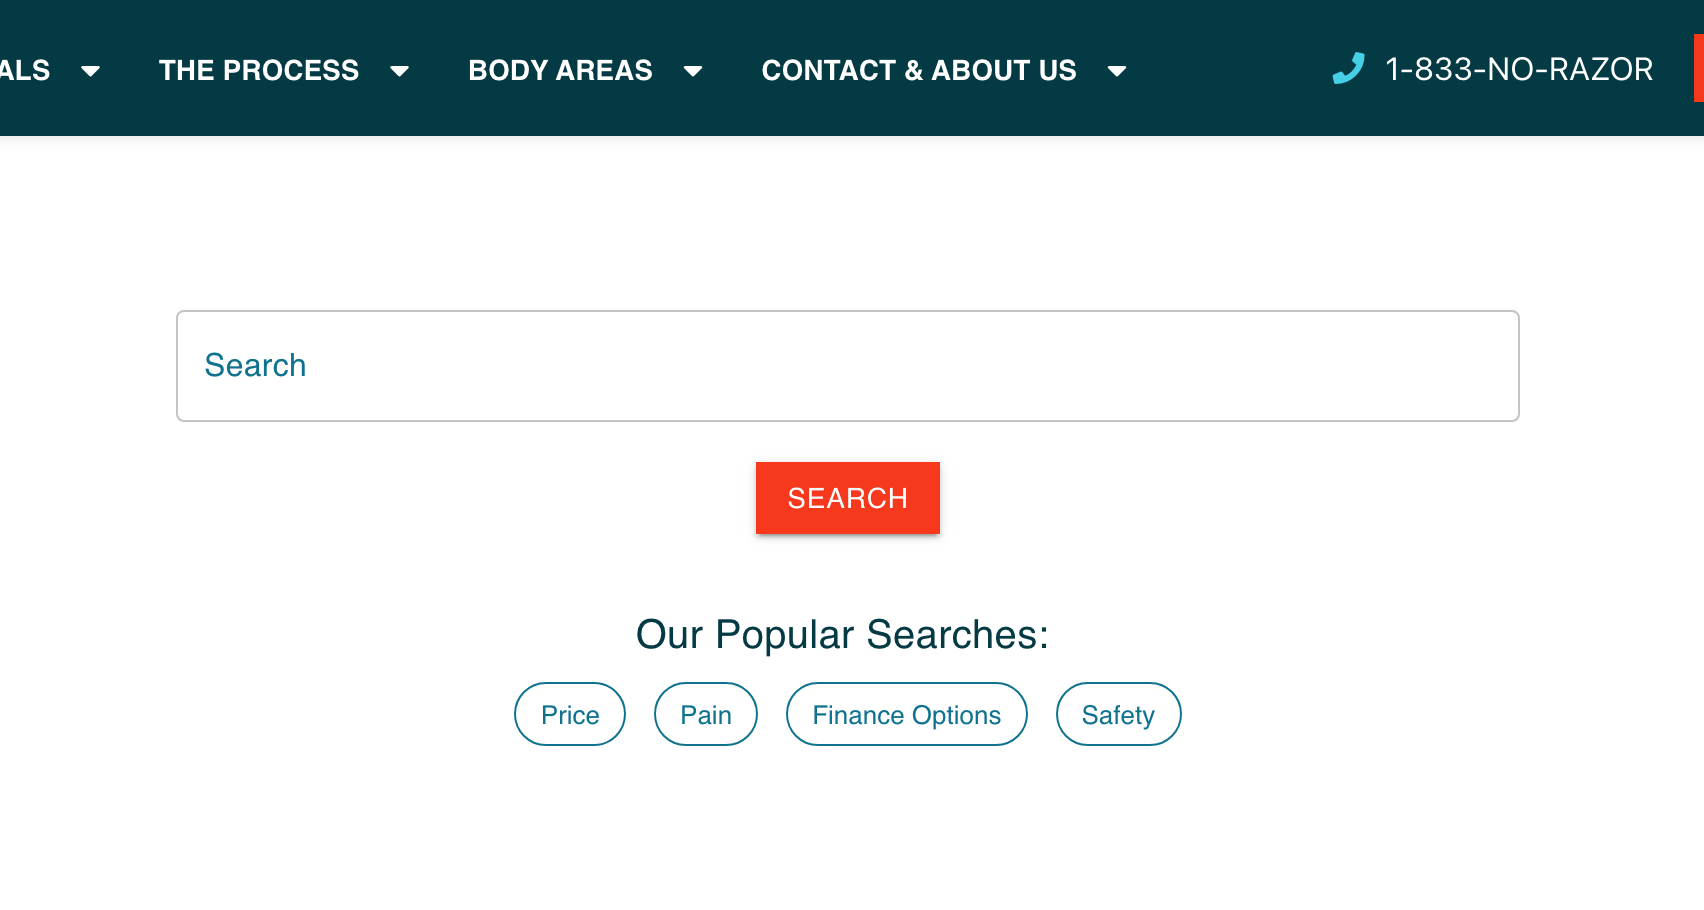 ALS THE PROCESS BODY AREAS CONTACT & ABOUT US 1-833-NO-RAZOR
Search
SEARCH
Our Popular Searches:
Price Pain Finance Options Safety